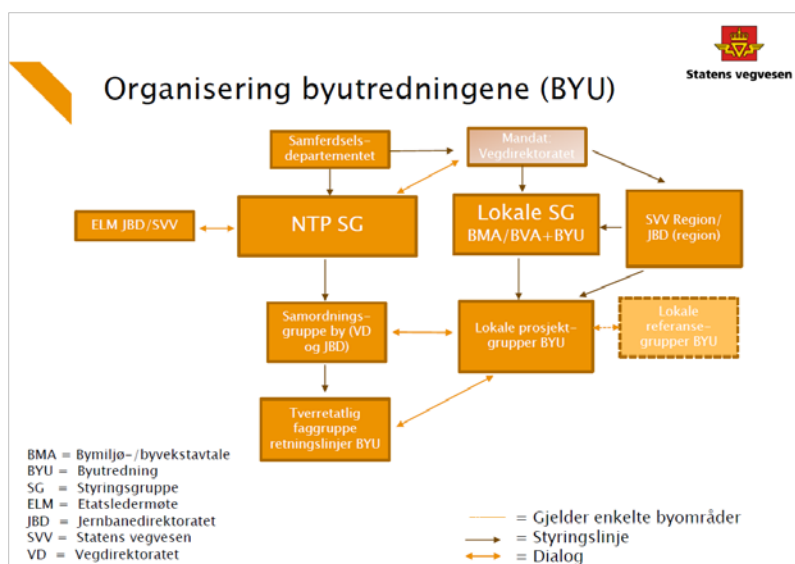 Statens vegvesen
Organisering byutredningene (BYU)
Samferdsels-
departementet
Mandat
Vegdirektoratet
ELM JBD/SVV
NTP SG
Lokale SG
BMA/BVA+BYU
SVV Region/
JBD (region)
Samordnings-
gruppe by (VD
og JBD)
Lokale prosjekt-
grupper BYU
Lokale
referanse-
grupper BYU
Tverretatlig
faggruppe
retningslinjer BYU
BMA = Bymiljø-/byvekstavtale
BYU = Byutredning
SG = Styringsgruppe
ELM = Etatsledermøte
JBD = Jernbanedirektoratet
SVV = Statens vegvesen
VD = Vegdirektoratet
= Gjelder enkelte byområder
= Styringslinje
= Dialog